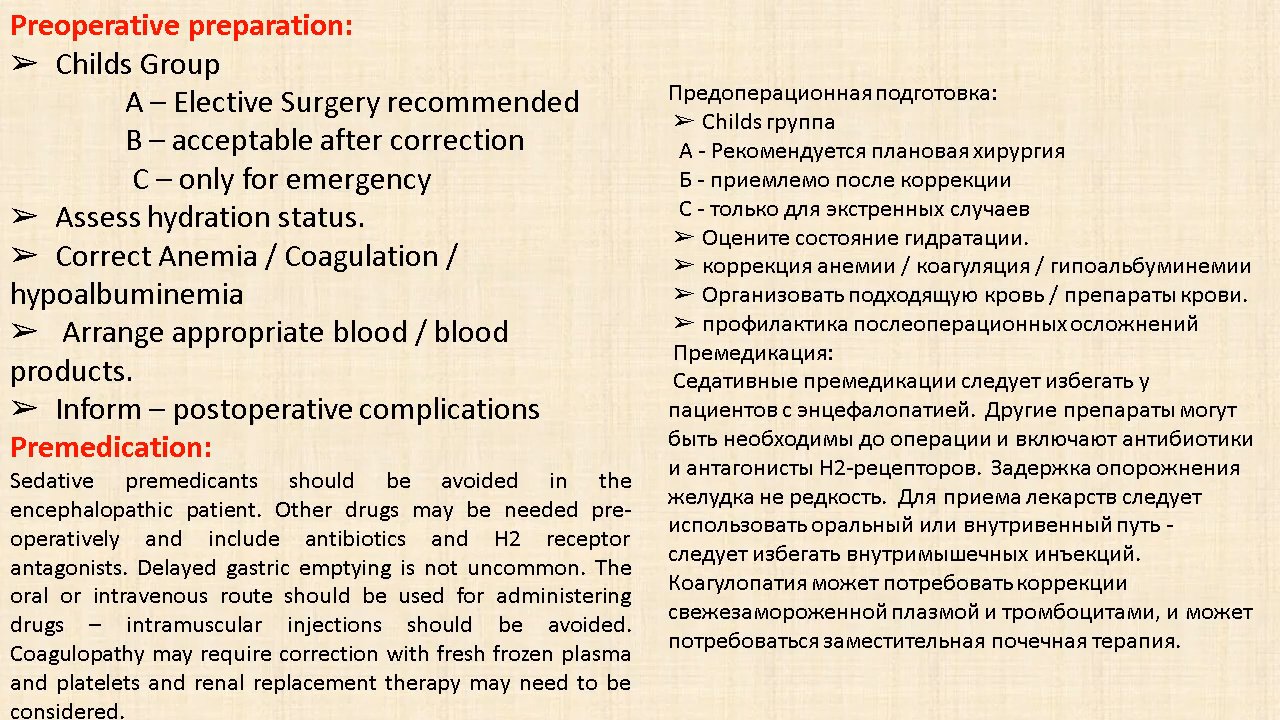 Preoperative preparation:
➢ Childs Group
A – Elective Surgery recommended
B – acceptable after correction
C – only for emergency
➢ Assess hydration status.
➢ Correct Anemia / Coagulation /
hypoalbuminemia
➢ Arrange appropriate blood / blood
products.
➢ Inform – postoperative complications
Premedication:
Sedative premedicants should be avoided in the
encephalopathic patient. Other drugs may be needed pre-
operatively and include antibiotics and H2 receptor
antagonists. Delayed gastric emptying is not uncommon. The
oral or intravenous route should be used for administering
drugs – intramuscular injections should be avoided.
Coagulopathy may require correction with fresh frozen plasma
and platelets and renal replacement therapy may need to be
considered.
Предоперационная подготовка:
➢ Childs группа
А - Рекомендуется плановая хирургия
Б - приемлемо после коррекции
С - только для экстренных случаев
➢ Оцените состояние гидратации.
➢ коррекция анемии / коагуляция / гипоальбуминемии
➢ Организовать подходящую кровь / препараты крови.
➢ профилактика послеоперационных осложнений
Премедикация:
Седативные премедикации следует избегать у
пациентов с энцефалопатией. Другие препараты могут
быть необходимы до операции и включают антибиотики
и антагонисты Н2-рецепторов. Задержка опорожнения
желудка не редкость. Для приема лекарств следует
использовать оральный или внутривенный путь -
следует избегать внутримышечных инъекций.
Коагулопатия может потребовать коррекции
свежезамороженной плазмой и тромбоцитами, и может
потребоваться заместительная почечная терапия.